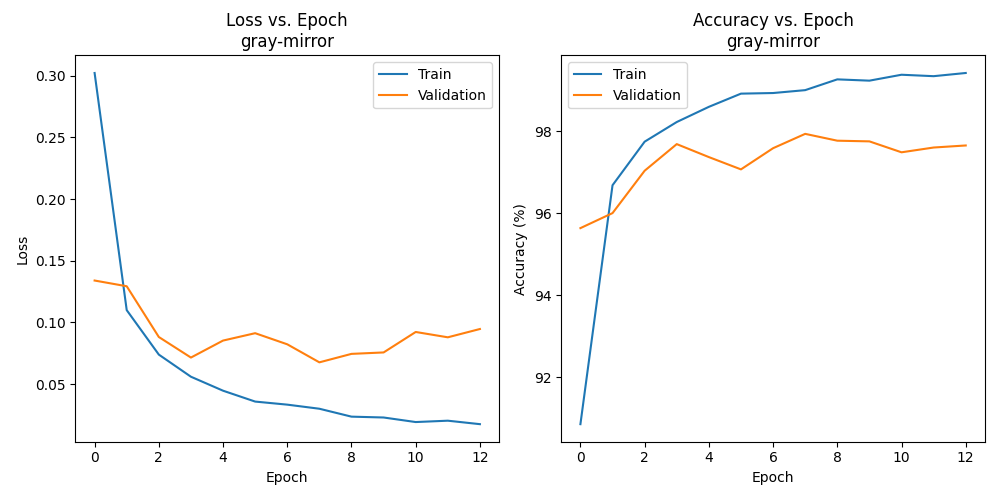 Loss vs. Epoch
gray-mirror
Train
Validation
0.30
0.25
0.20
0.15
0.10
0.05
Loss
0 2 4 6 8 10 12
Epoch
Accuracy vs. Epoch
gray-mirror
Train
Validation
98
96
94
92
Accuracy (%)
0 2 4 6 8 10 12
Epoch